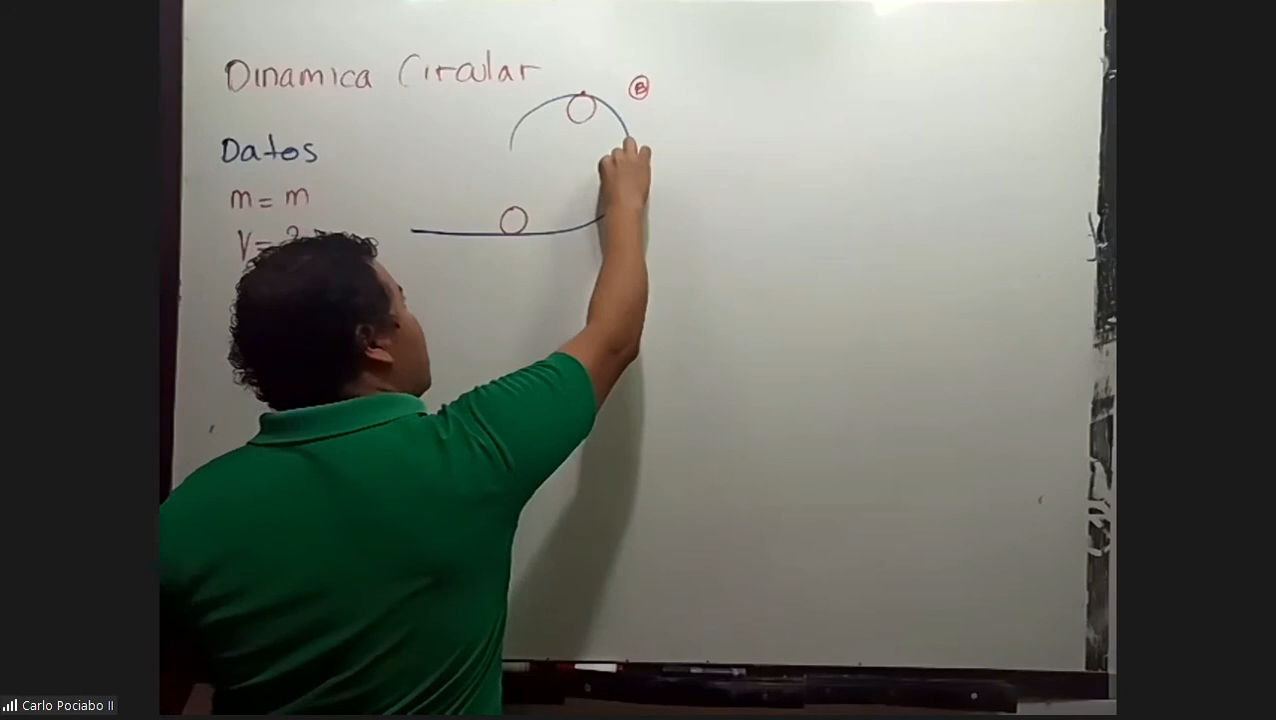 Dinamica Circular
B
Datos
m = m
V =
Carlo Pociabo II